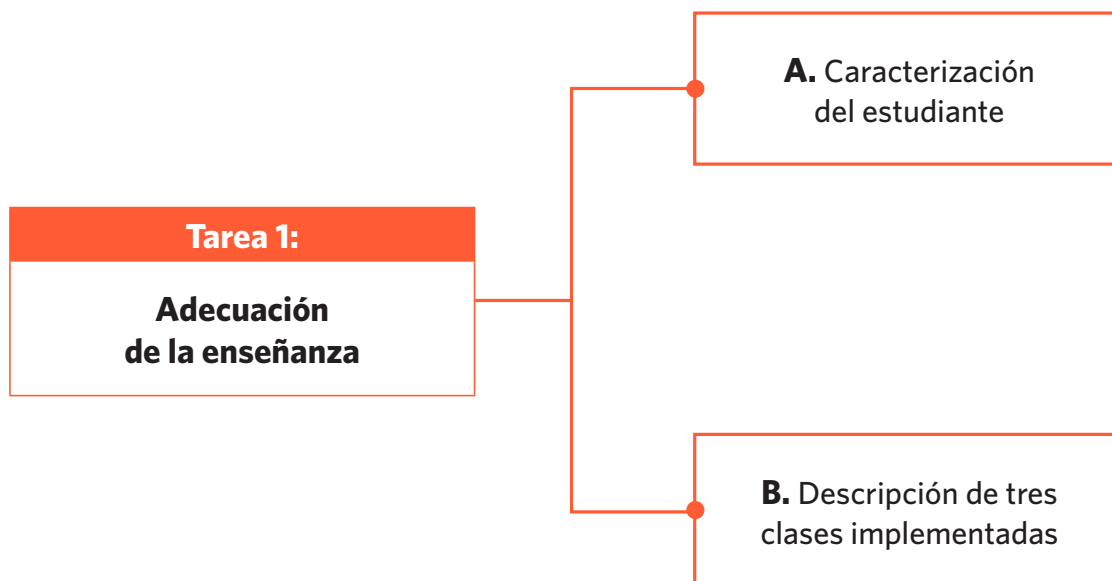 Tarea 1:
Adecuación
de la enseñanza
A. Caracterización
del estudiante
B. Descripción de tres
clases implementadas